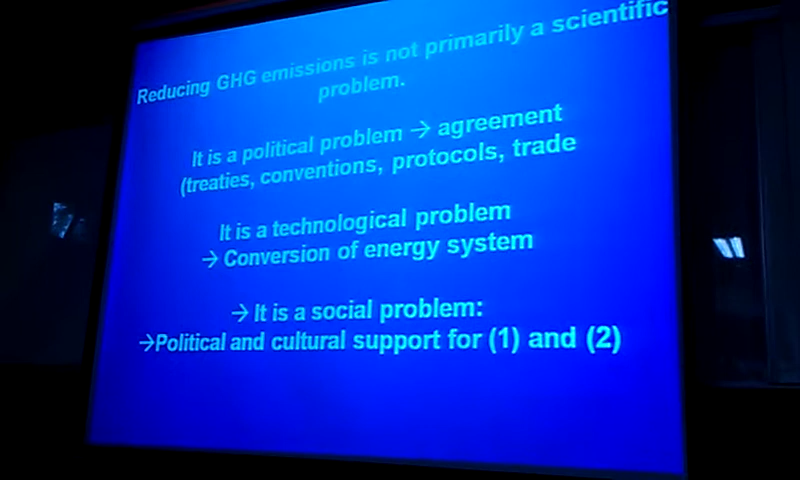 Reducing GHG emissions is not primarily a scientific
problem.
It is a political problem → agreement
(treaties, conventions, protocols, trade
It is a technological problem
→ Conversion of energy system
→ It is a social problem:
→Political and cultural support for (1) and (2)